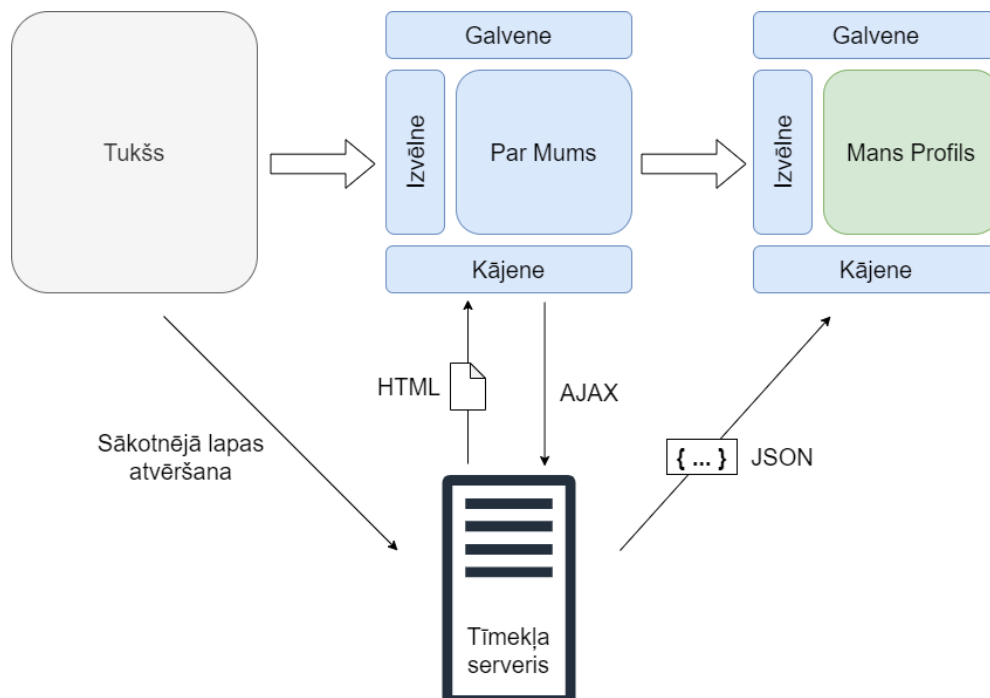 Tukšs
Galvene
Izvēlne
Par Mums
Kājene
Galvene
Izvēlne
Mans Profils
Kājene
Sākotnējā lapas
atvēršana
HTML
AJAX
{ ... }
JSON
Tīmekļa
serveris